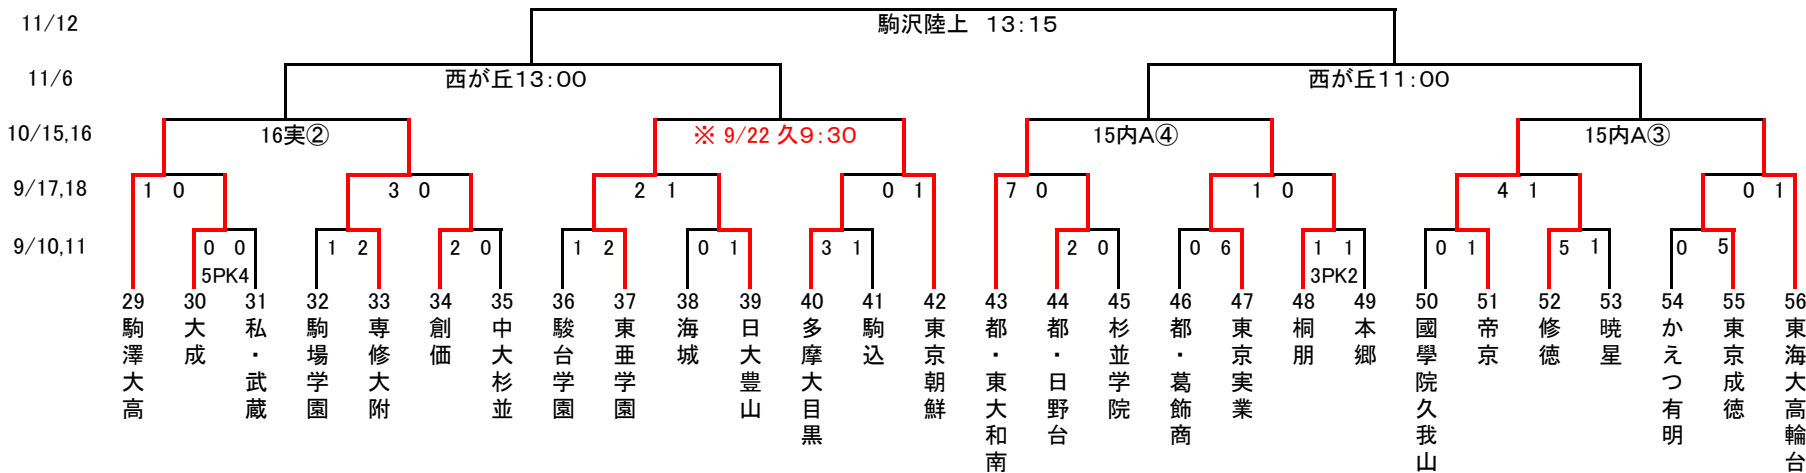 11/12
駒沢陸上 13:15
11/6
西が丘13:00
西が丘11:00
10/15,16
16実②
※ 9/22 久9:30
15内A④
15内A③
9/17,18
1 0
3 0
2 1
0 1
7 0
1 0
4 1
0 1
9/10,11
0 0
1 2
2 0
1 2
0 1
3 1
2 0
0 6
1 1
0 1
5 1
0 5
5PK4
3PK2
29 駒澤大高
30 大成
31 私・武蔵
32 駒場学園
33 専修大附
34 創価
35 中大杉並
36 駿台学園
37 東亜学園
38 海城
39 日大豊山
40 多摩大目黒
41 駒込
42 東京朝鮮
43 都・東大和南
44 都・日野台
45 杉並学院
46 都・葛飾商
47 東京実業
48 桐朋
49 本郷
50 國學院久我山
51 帝京
52 修徳
53 暁星
54 かえつ有明
55 東京成徳
56 東海大高輪台